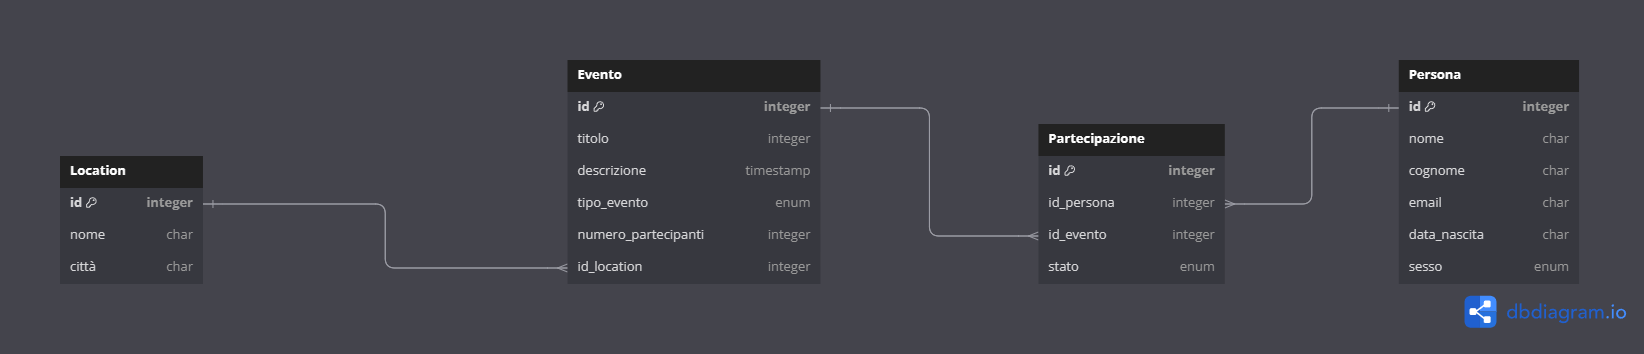 Location
id integer
nome char
città char
Evento
id integer
titolo integer
descrizione timestamp
tipo_evento enum
numero_partecipanti integer
id_location integer
Partecipazione
id integer
id_persona integer
id_evento integer
stato enum
Persona
id integer
nome char
cognome char
email char
data_nascita char
sesso enum
dbdiagram.io